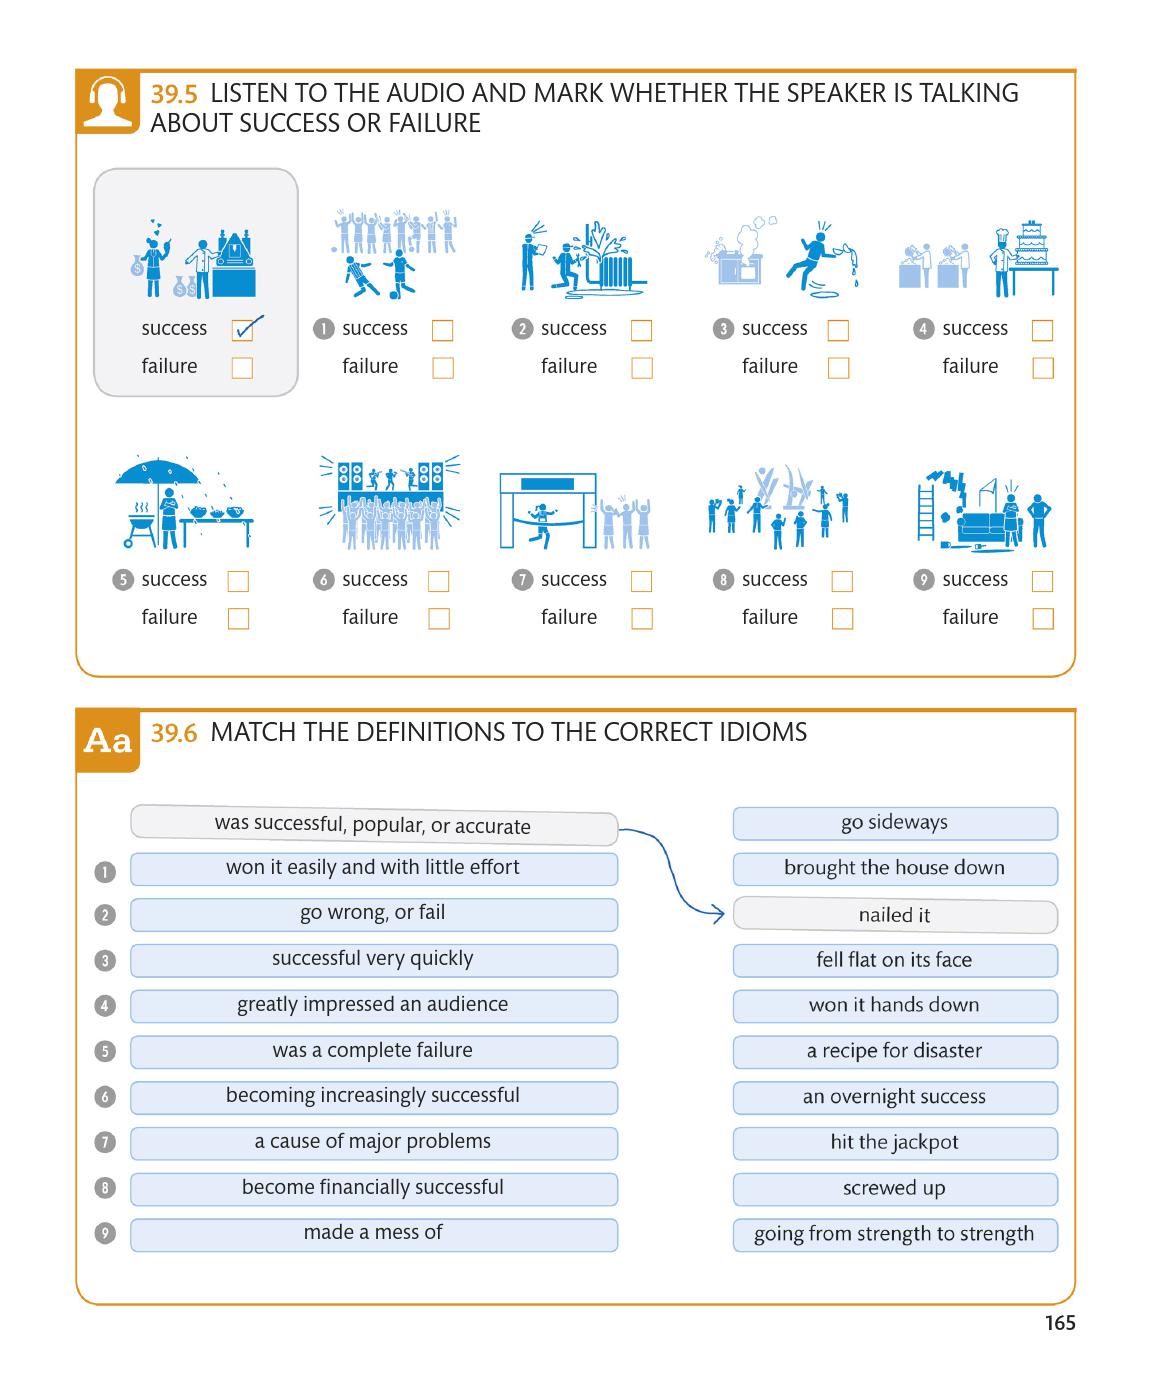 39.5 LISTEN TO THE AUDIO AND MARK WHETHER THE SPEAKER IS TALKING
ABOUT SUCCESS OR FAILURE
success
failure
1 success
failure
2 success
failure
3 success
failure
4 success
failure
5 success
failure
6 success
failure
7 success
failure
8 success
failure
9 success
failure
Aa 39.6 MATCH THE DEFINITIONS TO THE CORRECT IDIOMS
was successful, popular, or accurate
1 won it easily and with little effort
2 go wrong, or fail
3 successful very quickly
4 greatly impressed an audience
5 was a complete failure
6 becoming increasingly successful
7 a cause of major problems
8 become financially successful
9 made a mess of
go sideways
brought the house down
nailed it
fell flat on its face
won it hands down
a recipe for disaster
an overnight success
hit the jackpot
screwed up
going from strength to strength
165